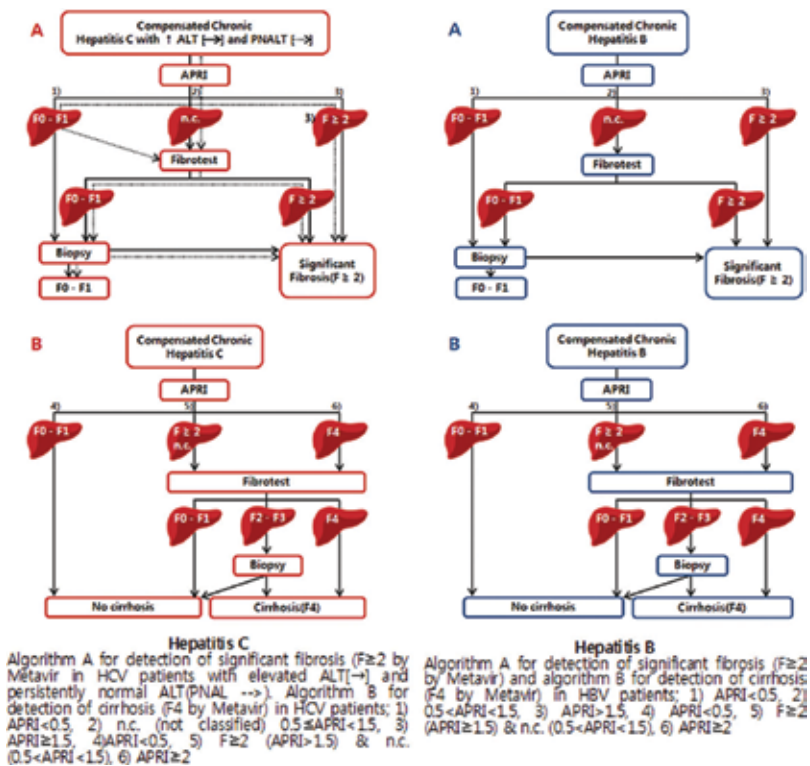 A
Compensated Chronic
Hepatitis C with ↑ ALT [→] and PNALT [⇢]
APRI
1)
2)
3)
F0 - F1
n.c.
3)
F ≥ 2
Fibrotest
F0 - F1
F ≥ 2
Biopsy
Significant
Fibrosis(F ≥ 2)
F0 - F1
A
Compensated Chronic
Hepatitis B
APRI
1)
2)
3)
F0 - F1
n.c.
F ≥ 2
Fibrotest
F0 - F1
F ≥ 2
Biopsy
Significant
Fibrosis(F ≥ 2)
F0 - F1
B
Compensated Chronic
Hepatitis C
APRI
4)
5)
6)
F0 - F1
F ≥ 2
n.c.
F4
Fibrotest
F0 - F1
F2 - F3
F4
Biopsy
No cirrhosis
Cirrhosis(F4)
B
Compensated Chronic
Hepatitis B
APRI
4)
5)
6)
F0 - F1
F ≥ 2
n.c.
F4
Fibrotest
F0 - F1
F2 - F3
F4
Biopsy
No cirrhosis
Cirrhosis(F4)
Hepatitis C
Algorithm A for detection of significant fibrosis (F≥2 by
Metavir in HCV patients with elevated ALT[→] and
persistently normal ALT(PNAL -->). Algorithm B for
detection of cirrhosis (F4 by Metavir) in HCV patients; 1)
APRI<0.5, 2) n.c. (not classified) 0.5≦APRI<1.5, 3)
APRI≥1.5, 4)APRI<0.5, 5) F≥2 (APRI>1.5) & n.c.
(0.5<APRI <1.5), 6) APRI≥2
Hepatitis B
Algorithm A for detection of significant fibrosis (F≥2
by Metavir) and algorithm B for detection of cirrhosis
(F4 by Metavir) in HBV patients; 1) APRI<0.5, 2)
0.5<APRI<1.5, 3) APRI>1.5, 4) APRI<0.5, 5) F≥2
(APRI≥1.5) & n.c. (0.5<APRI<1.5), 6) APRI≥2